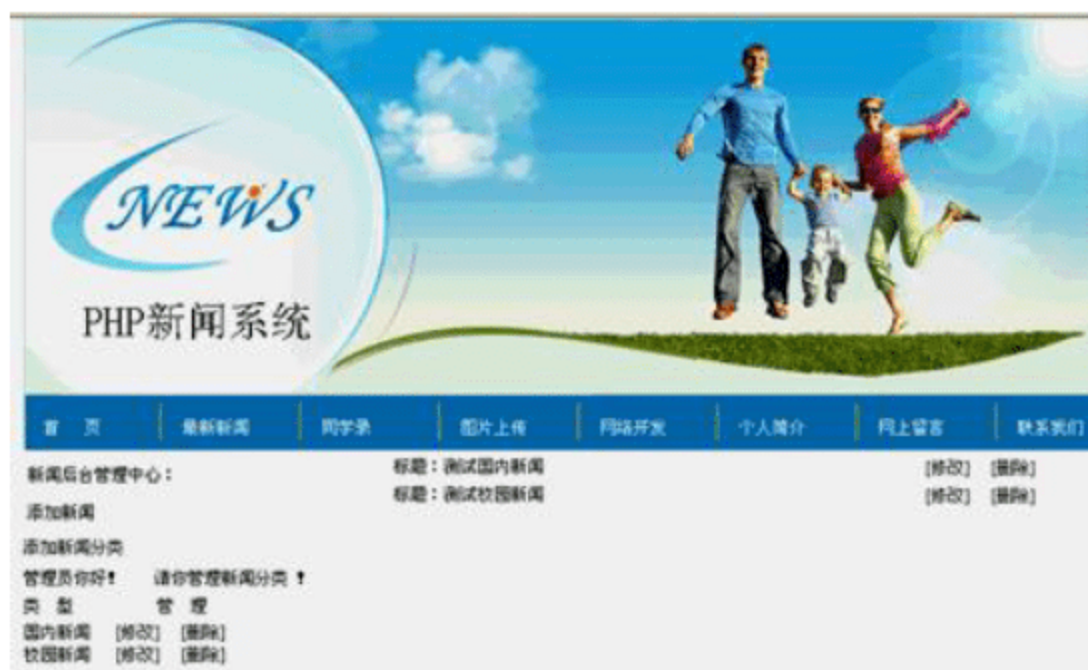 NEWS
PHP新闻系统
首 页 最新新闻 同学录 图片上传 网络开发 个人简介 网上留言 联系我们
新闻后台管理中心：
标题：测试国内新闻 [修改] [删除]
标题：测试校园新闻 [修改] [删除]
添加新闻
添加新闻分类
管理员你好！ 请你管理新闻分类！
类 型 管 理
国内新闻 [修改] [删除]
校园新闻 [修改] [删除]